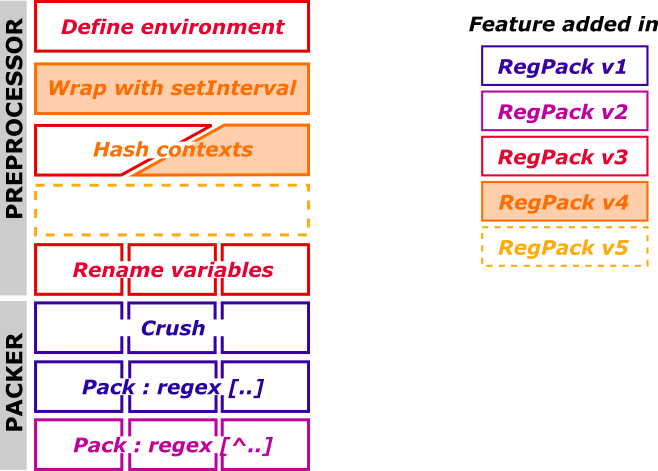 PREPROCESSOR
Define environment
Wrap with setInterval
Hash contexts
Rename variables
PACKER
Crush
Pack : regex [..]
Pack : regex [^..]
Feature added in
RegPack v1
RegPack v2
RegPack v3
RegPack v4
RegPack v5